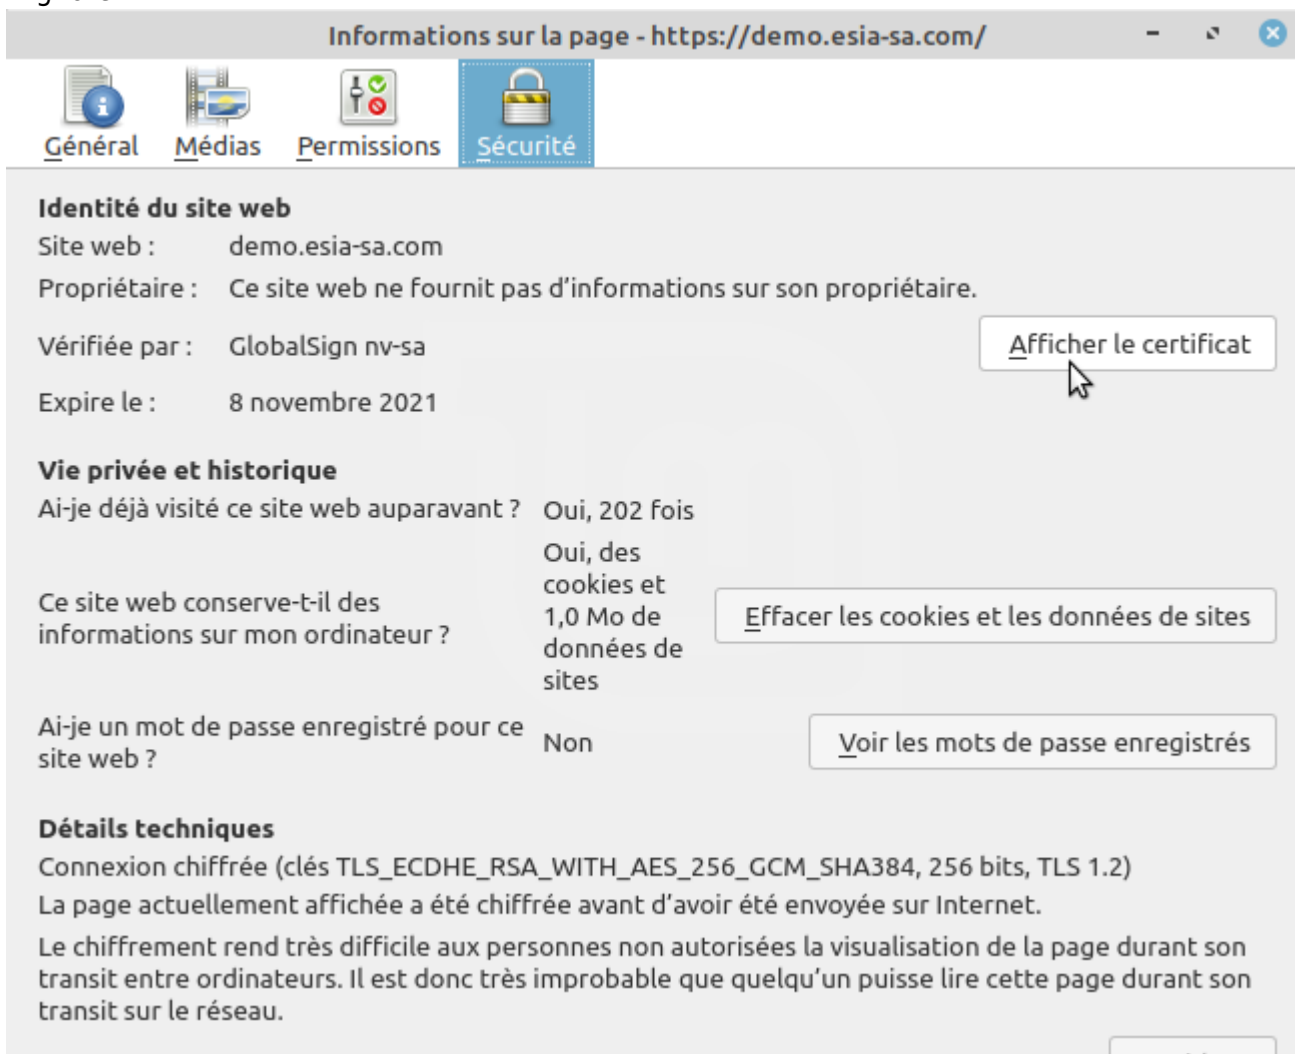 Informations sur la page - https://demo.esia-sa.com/
Général Médias Permissions Sécurité
Identité du site web
Site web : demo.esia-sa.com
Propriétaire : Ce site web ne fournit pas d’informations sur son propriétaire.
Vérifiée par : GlobalSign nv-sa Afficher le certificat
Expire le : 8 novembre 2021
Vie privée et historique
Ai-je déjà visité ce site web auparavant ? Oui, 202 fois
Ce site web conserve-t-il des
informations sur mon ordinateur ?
Oui, des
cookies et
1,0 Mo de
données de
sites
Effacer les cookies et les données de sites
Ai-je un mot de passe enregistré pour ce
site web ?
Non
Voir les mots de passe enregistrés
Détails techniques
Connexion chiffrée (clés TLS_ECDHE_RSA_WITH_AES_256_GCM_SHA384, 256 bits, TLS 1.2)
La page actuellement affichée a été chiffrée avant d’avoir été envoyée sur Internet.
Le chiffrement rend très difficile aux personnes non autorisées la visualisation de la page durant son
transit entre ordinateurs. Il est donc très improbable que quelqu’un puisse lire cette page durant son
transit sur le réseau.